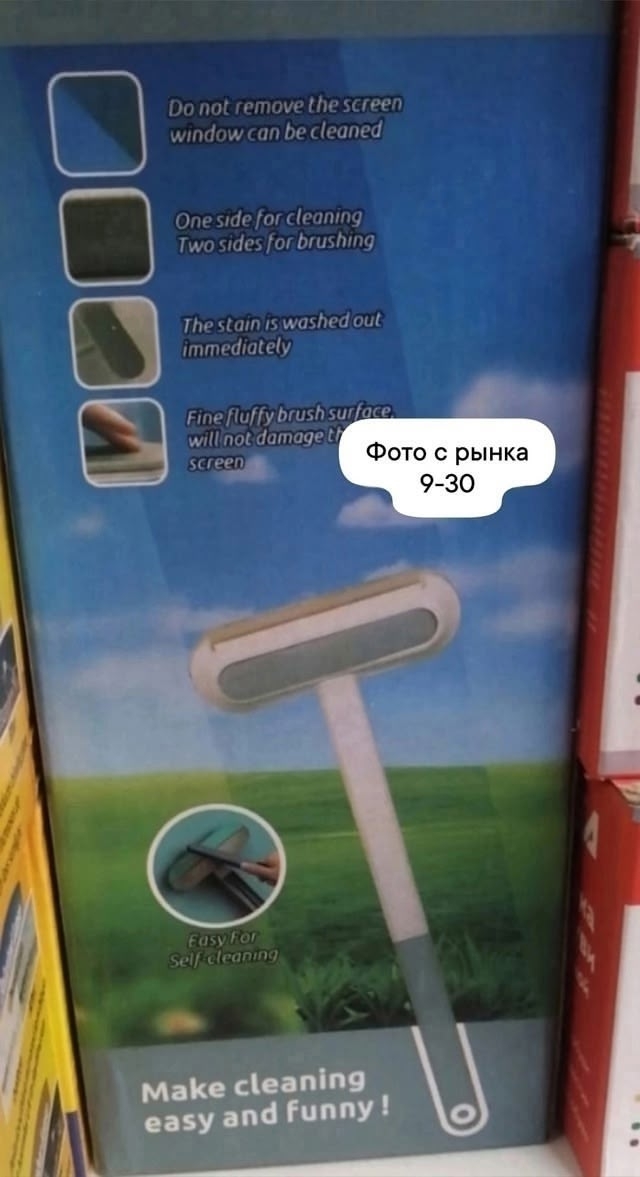 Do not remove the screen
window can be cleaned
One side for cleaning
Two sides for brushing
The stain is washed out
immediately
Fine fluffy brush surface,
will not damage
screen
Фото с рынка
9-30
Easy For
Self-cleaning
Make cleaning
easy and funny!